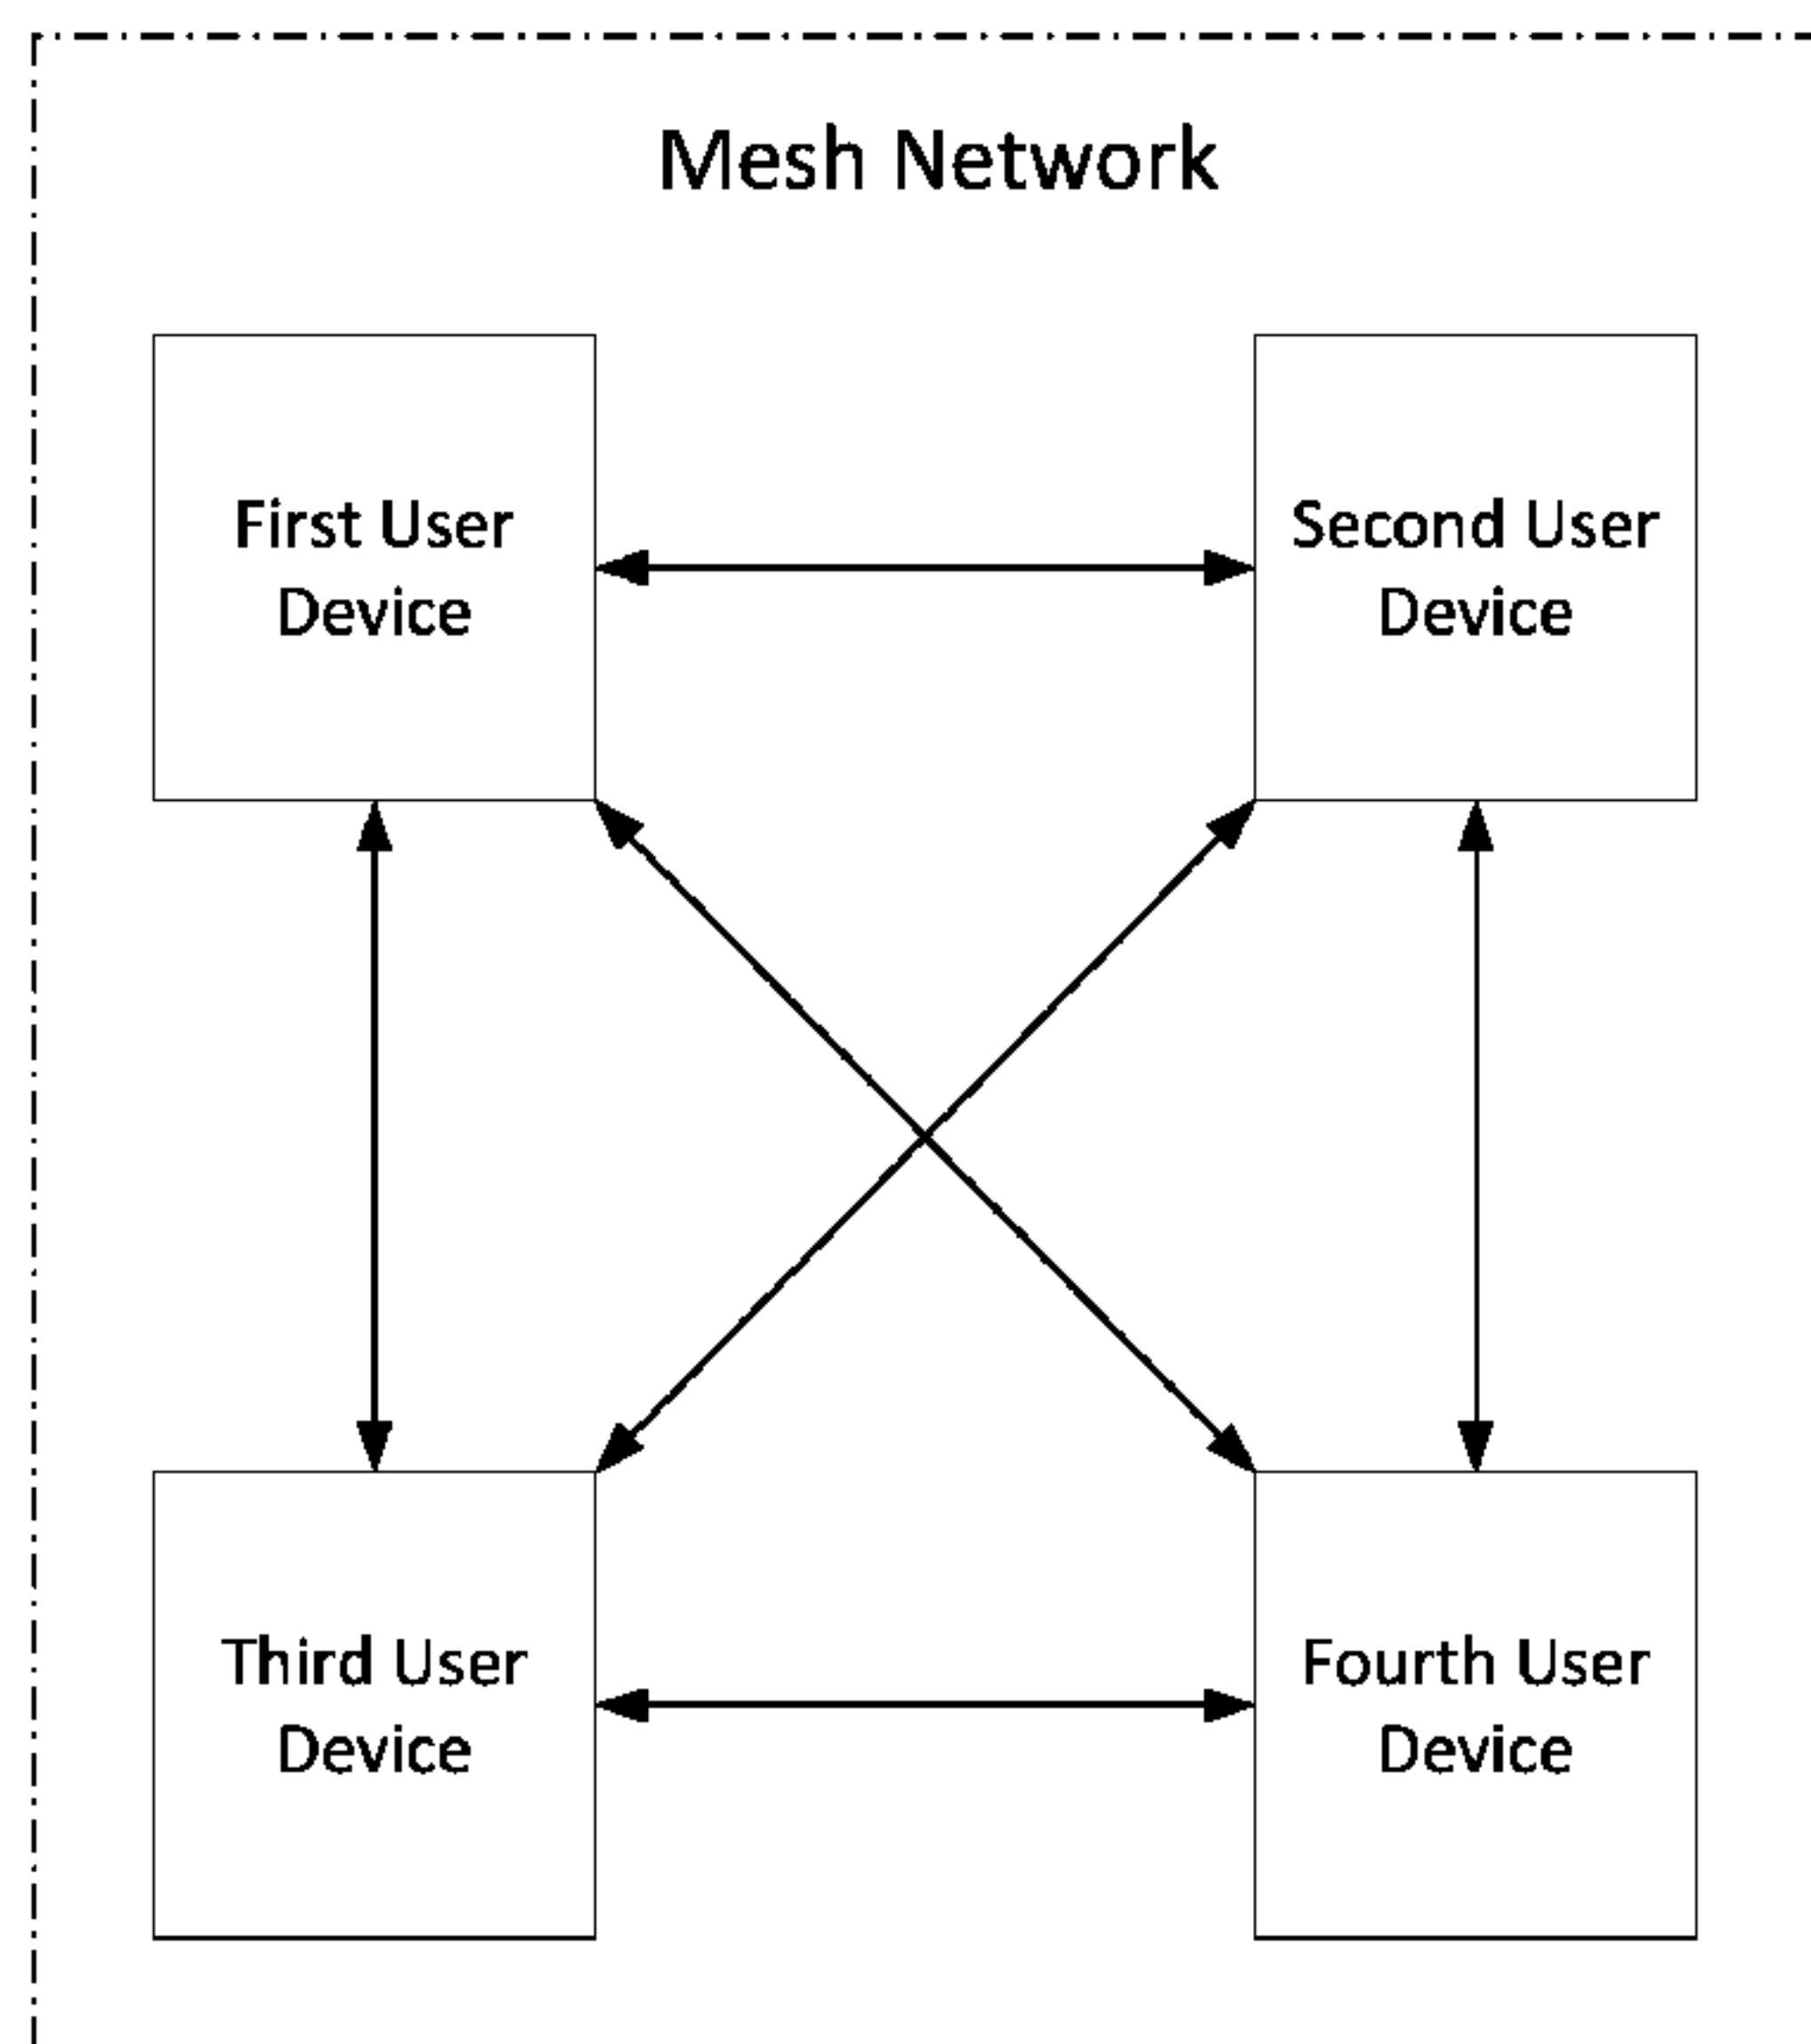 Mesh Network
First User
Device
Second User
Device
Third User
Device
Fourth User
Device